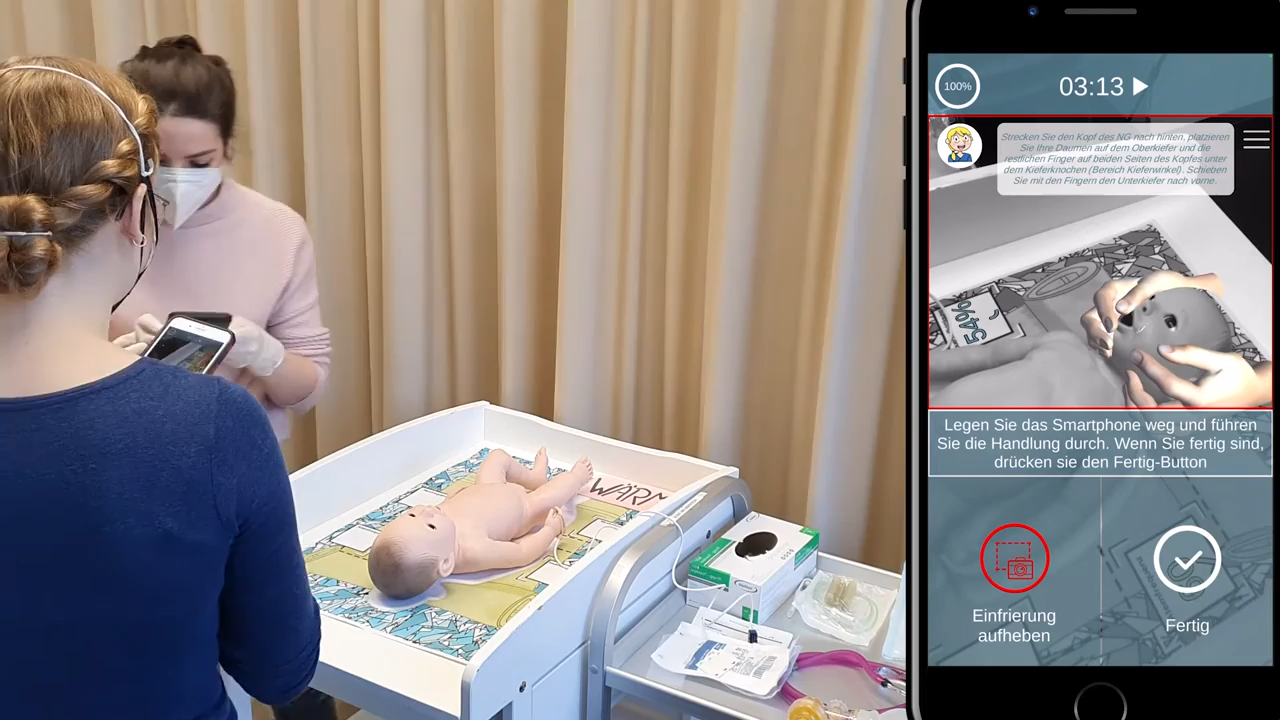 WÄRM
100%
03:13
Strecken Sie den Kopf des NG nach hinten, platzieren
Sie Ihre Daumen auf dem Oberkiefer und die
restlichen Finger auf beiden Seiten des Kopfes unter
dem Kieferknochen (Bereich Kieferwinkel). Schieben
Sie mit den Fingern den Unterkiefer nach vorne.
54%
Legen Sie das Smartphone weg und führen
Sie die Handlung durch. Wenn Sie fertig sind,
drücken sie den Fertig-Button
Einfrierung
aufheben
Fertig